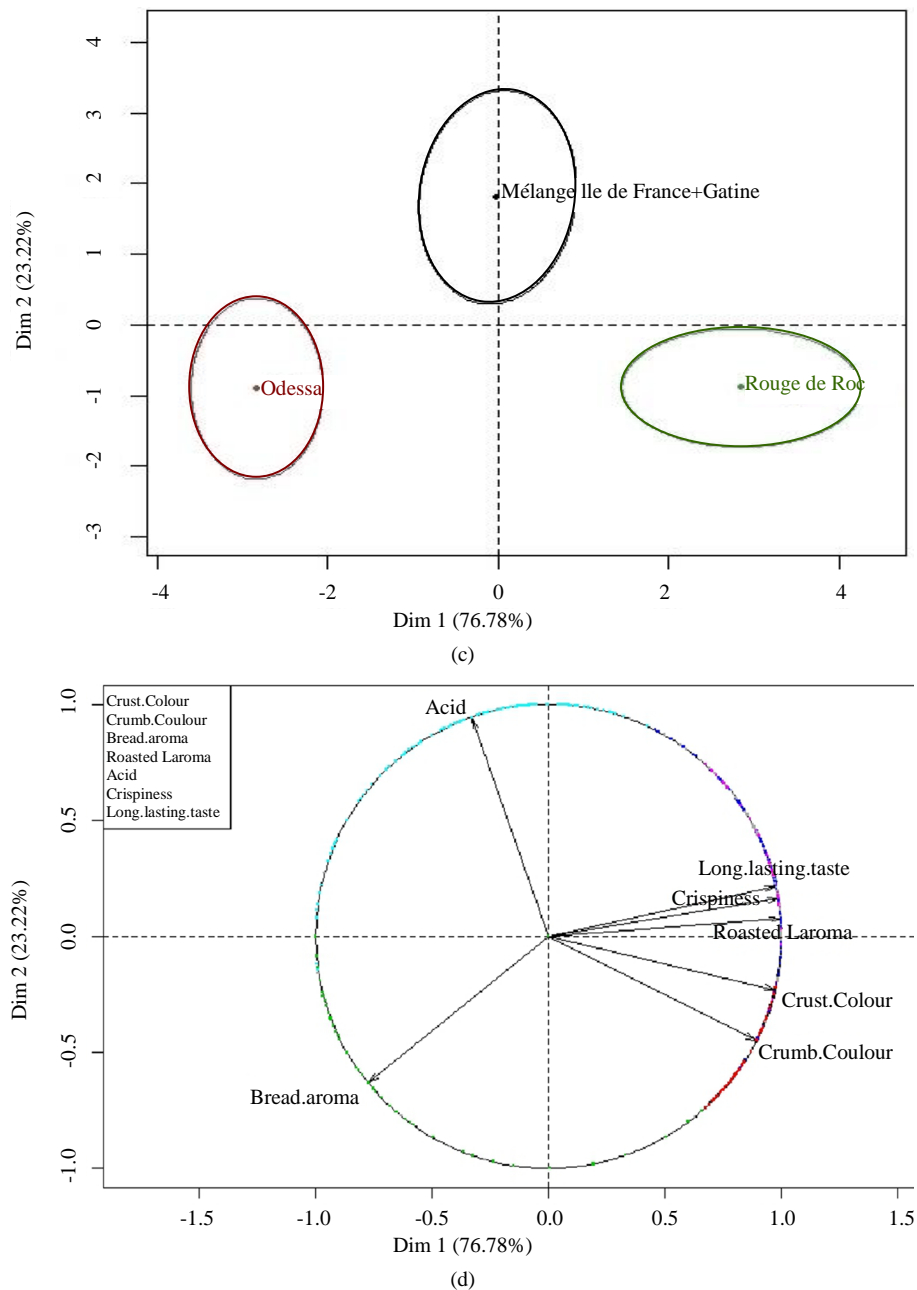 4
3
2
1
0
-1
-2
-3
Dim 2 (23.22%)
Mélange lle de France+Gatine
Odessa
Rouge de Roc
-4 -2 0 2 4
Dim 1 (76.78%)
(c)
Crust.Colour
Crumb.Coulour
Bread.aroma
Roasted Laroma
Acid
Crispiness
Long.lasting.taste
1.0
0.5
0.0
-0.5
-1.0
Dim 2 (23.22%)
Acid
Long.lasting.taste
Crispiness
Roasted Laroma
Crust.Colour
Crumb.Coulour
Bread.aroma
-1.5 -1.0 -0.5 0.0 0.5 1.0 1.5
Dim 1 (76.78%)
(d)